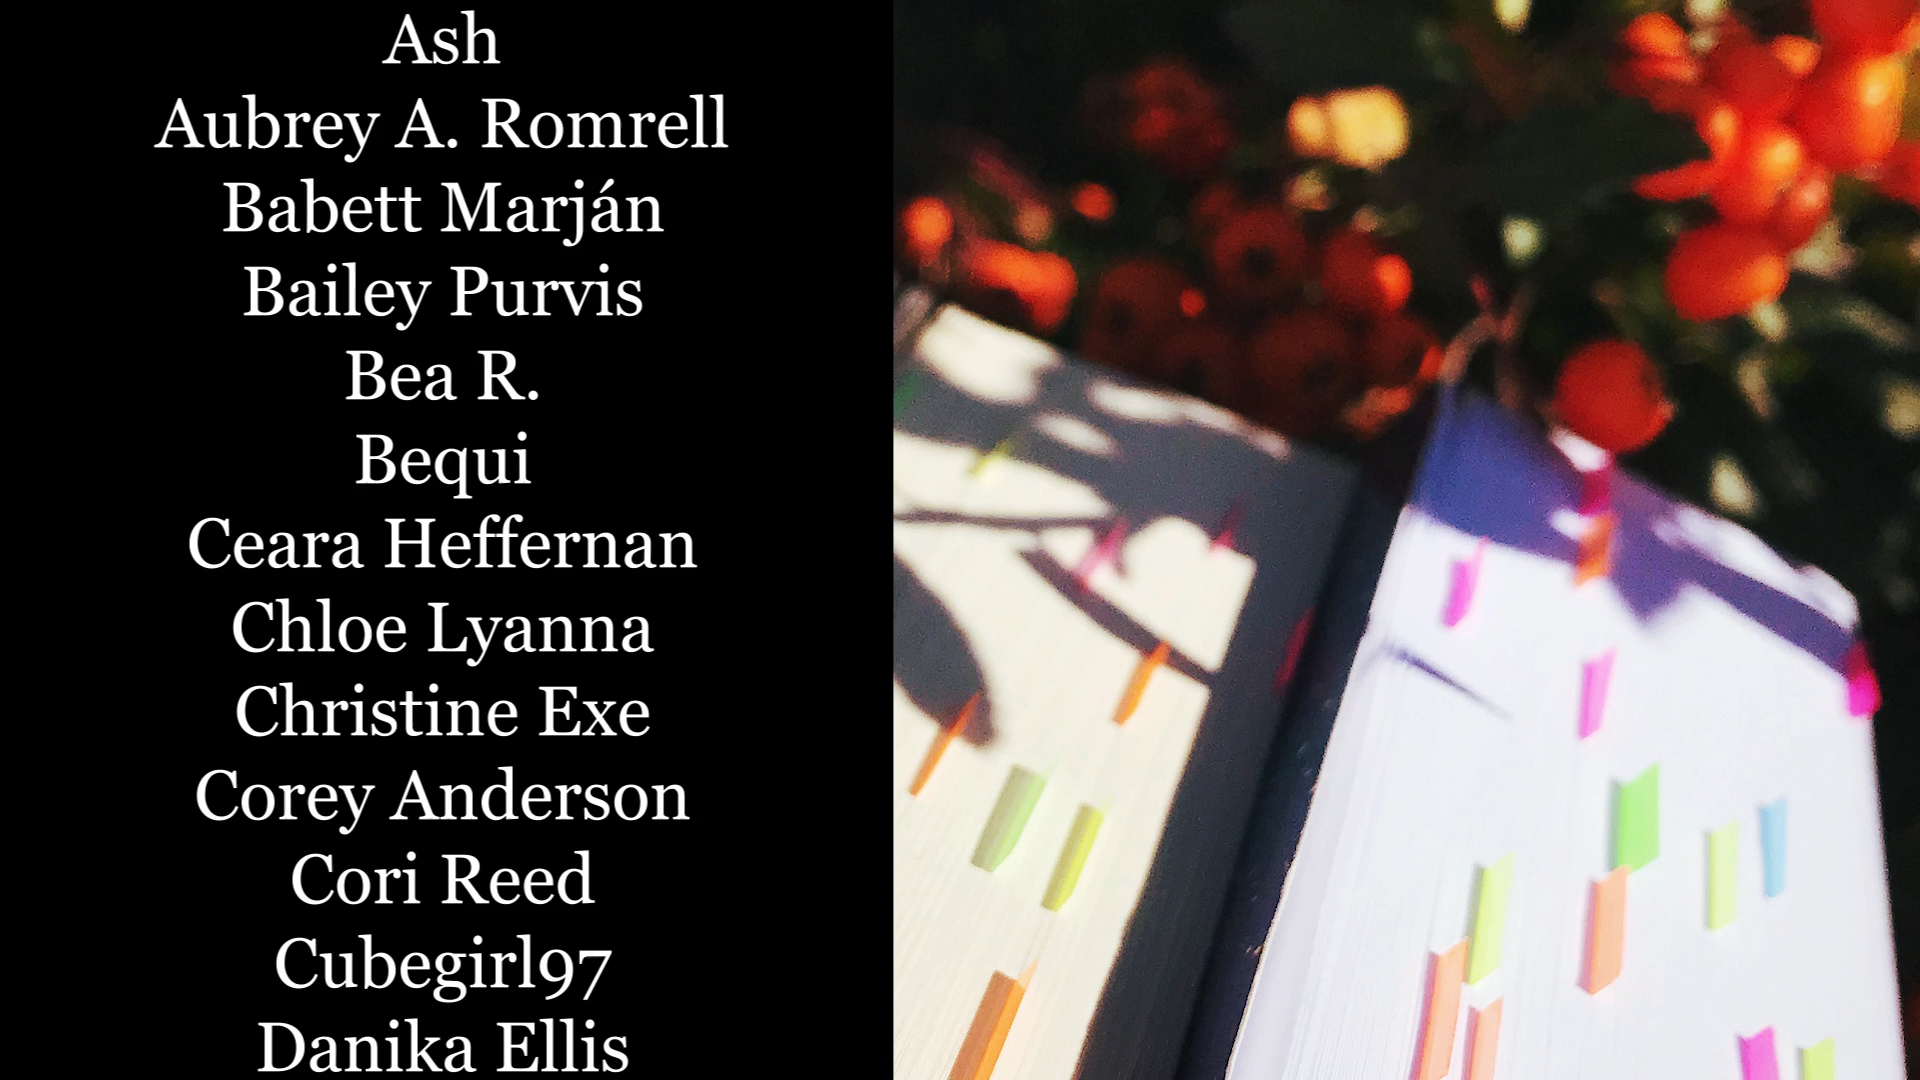 Ash
Aubrey A. Romrell
Babett Marján
Bailey Purvis
Bea R.
Bequi
Ceara Heffernan
Chloe Lyanna
Christine Exe
Corey Anderson
Cori Reed
Cubegirl97
Danika Ellis